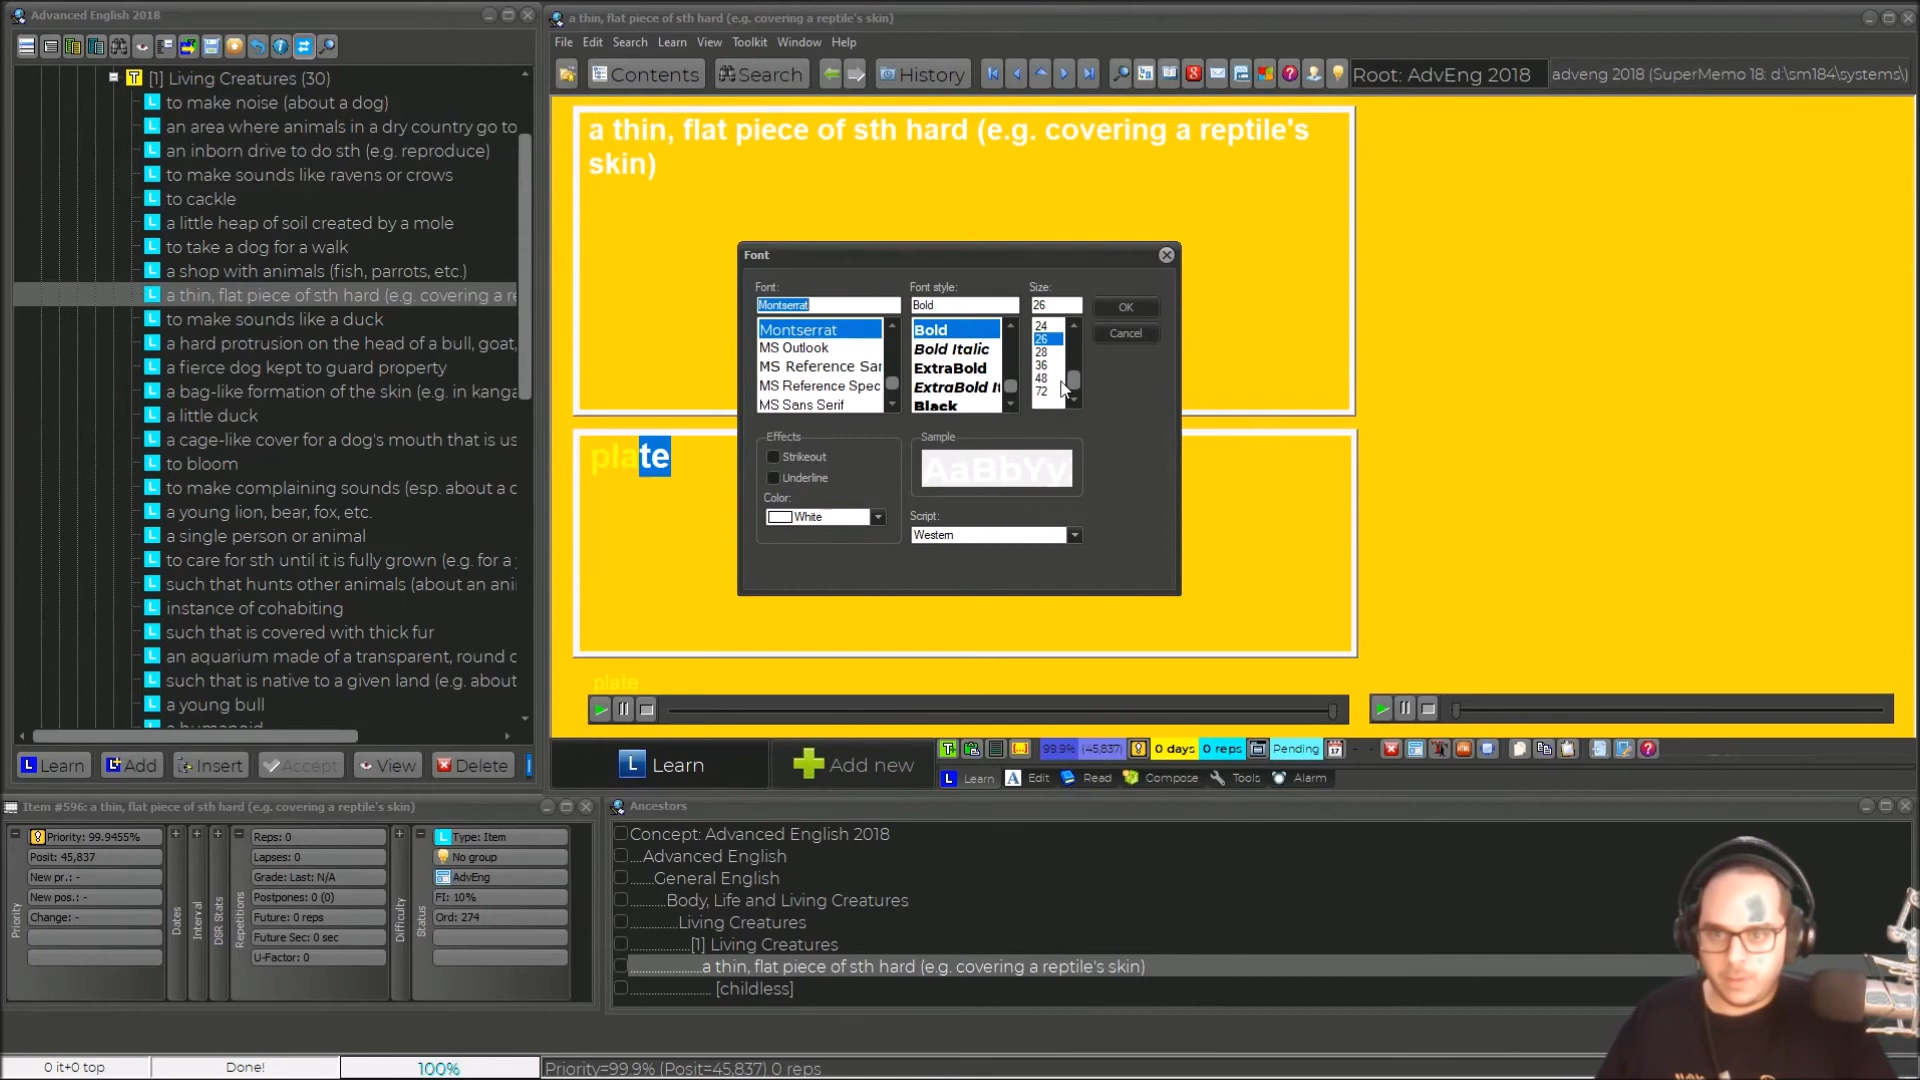 Advanced English 2018
[1] Living Creatures (30)
to make noise (about a dog)
an area where animals in a dry country go to
an inborn drive to do sth (e.g. reproduce)
to make sounds like ravens or crows
to cackle
a little heap of soil created by a mole
to take a dog for a walk
a shop with animals (fish, parrots, etc.)
a thin, flat piece of sth hard (e.g. covering a re
to make sounds like a duck
a hard protrusion on the head of a bull, goat,
a fierce dog kept to guard property
a bag-like formation of the skin (e.g. in kanga
a little duck
a cage-like cover for a dog's mouth that is us
to bloom
to make complaining sounds (esp. about a c
a young lion, bear, fox, etc.
a single person or animal
to care for sth until it is fully grown (e.g. for a y
such that hunts other animals (about an ani
instance of cohabiting
such that is covered with thick fur
an aquarium made of a transparent, round c
such that is native to a given land (e.g. about
a young bull
a humanoid
Learn Add Insert Accept View Delete
a thin, flat piece of sth hard (e.g. covering a reptile's skin)
File Edit Search Learn View Toolkit Window Help
Contents Search History Root: AdvEng 2018 adveng 2018 (SuperMemo 18: d:\sm184\systems\)
a thin, flat piece of sth hard (e.g. covering a reptile's
skin)
plate
plate
Font
Font: Font style: Size:
Montserrat Bold 26 OK
Cancel
Montserrat
MS Outlook
MS Reference San
MS Reference Spec
MS Sans Serif
Bold
Bold Italic
ExtraBold
ExtraBold It
Black
24
26
28
36
48
72
Effects
Strikeout
Underline
Color:
White
Sample
AaBbYy
Script:
Western
Learn Add new
99.9% (45,837) 0 days 0 reps Pending
Learn Edit Read Compose Tools Alarm
Item #596: a thin, flat piece of sth hard (e.g. covering a reptile's skin)
Priority
Priority: 99.9455%
Posit: 45,837
New pr.: -
New pos.: -
Change: -
Dates
Interval
DSR Stats
Repetitions
Reps: 0
Lapses: 0
Grade: Last: N/A
Postpones: 0 (0)
Future: 0 reps
Future Sec: 0 sec
U-Factor: 0
Difficulty
Status
Type: Item
No group
AdvEng
FI: 10%
Ord: 274
Ancestors
Concept: Advanced English 2018
....Advanced English
.......General English
..........Body, Life and Living Creatures
.............Living Creatures
................[1] Living Creatures
...................a thin, flat piece of sth hard (e.g. covering a reptile's skin)
...................... [childless]
0 it+0 top Done! 100% Priority=99.9% (Posit=45,837) 0 reps